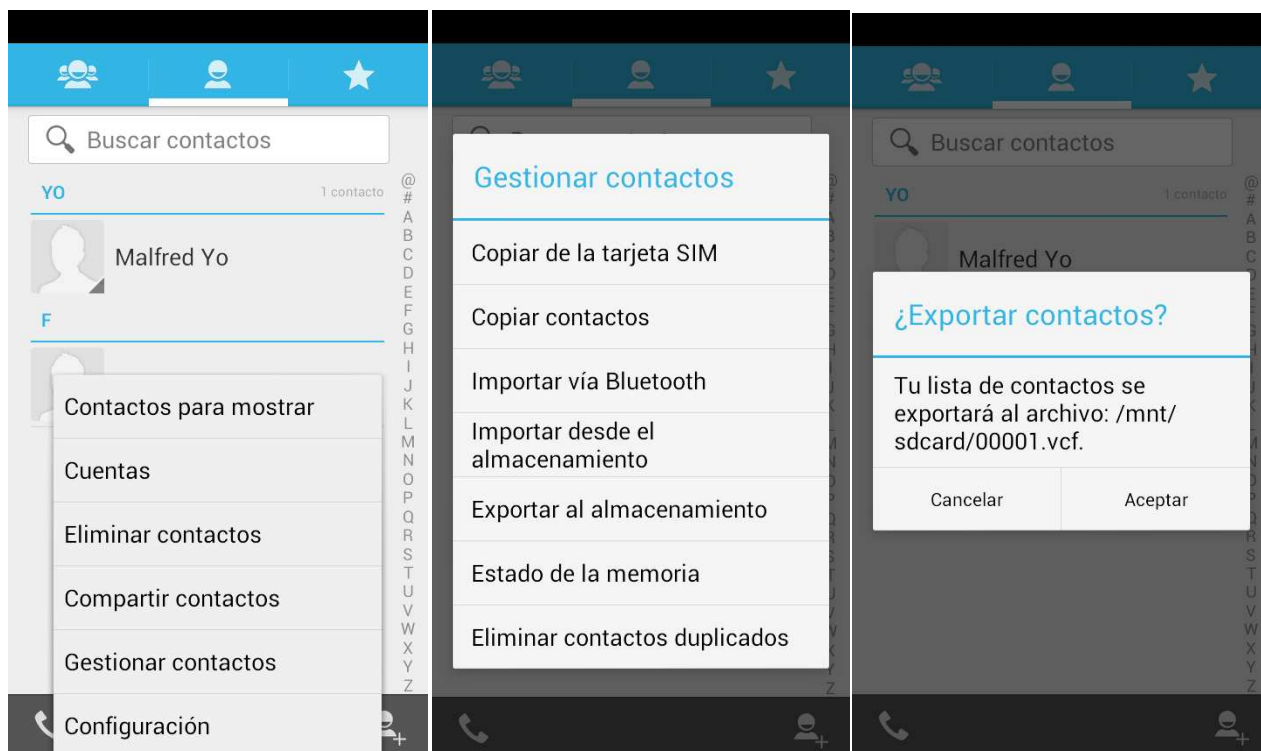 Buscar contactos
YO
1 contacto
Malfred Yo
F
Contactos para mostrar
Cuentas
Eliminar contactos
Compartir contactos
Gestionar contactos
Configuración
@
#
A
B
C
D
E
F
G
H
I
J
K
L
M
N
O
P
Q
R
S
T
U
V
W
X
Y
Z
Gestionar contactos
Copiar de la tarjeta SIM
Copiar contactos
Importar vía Bluetooth
Importar desde el
almacenamiento
Exportar al almacenamiento
Estado de la memoria
Eliminar contactos duplicados
Z
Buscar contactos
YO
1 contacto
Malfred Yo
¿Exportar contactos?
Tu lista de contactos se
exportará al archivo: /mnt/
sdcard/00001.vcf.
Cancelar
Aceptar
@
#
A
B
C
R
S
T
U
V
W
X
Y
Z